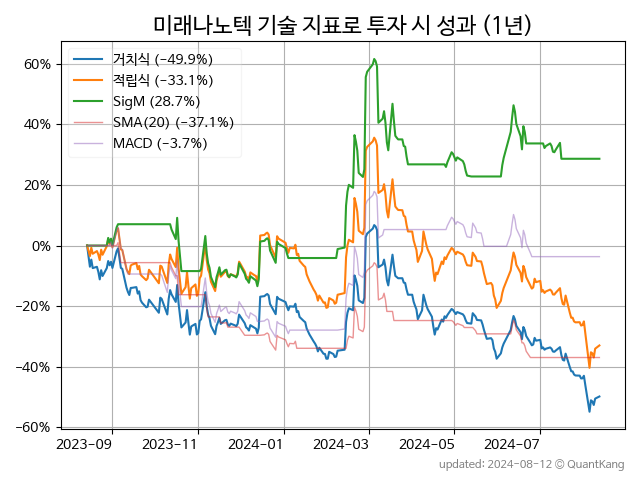 미래나노텍 기술 지표로 투자 시 성과 (1년)
거치식 (−49.9%)
적립식 (−33.1%)
SigM (28.7%)
SMA(20) (−37.1%)
MACD (−3.7%)
60%
40%
20%
0%
−20%
−40%
−60%
2023-09 2023-11 2024-01 2024-03 2024-05 2024-07
updated: 2024-08-12 © QuantKang